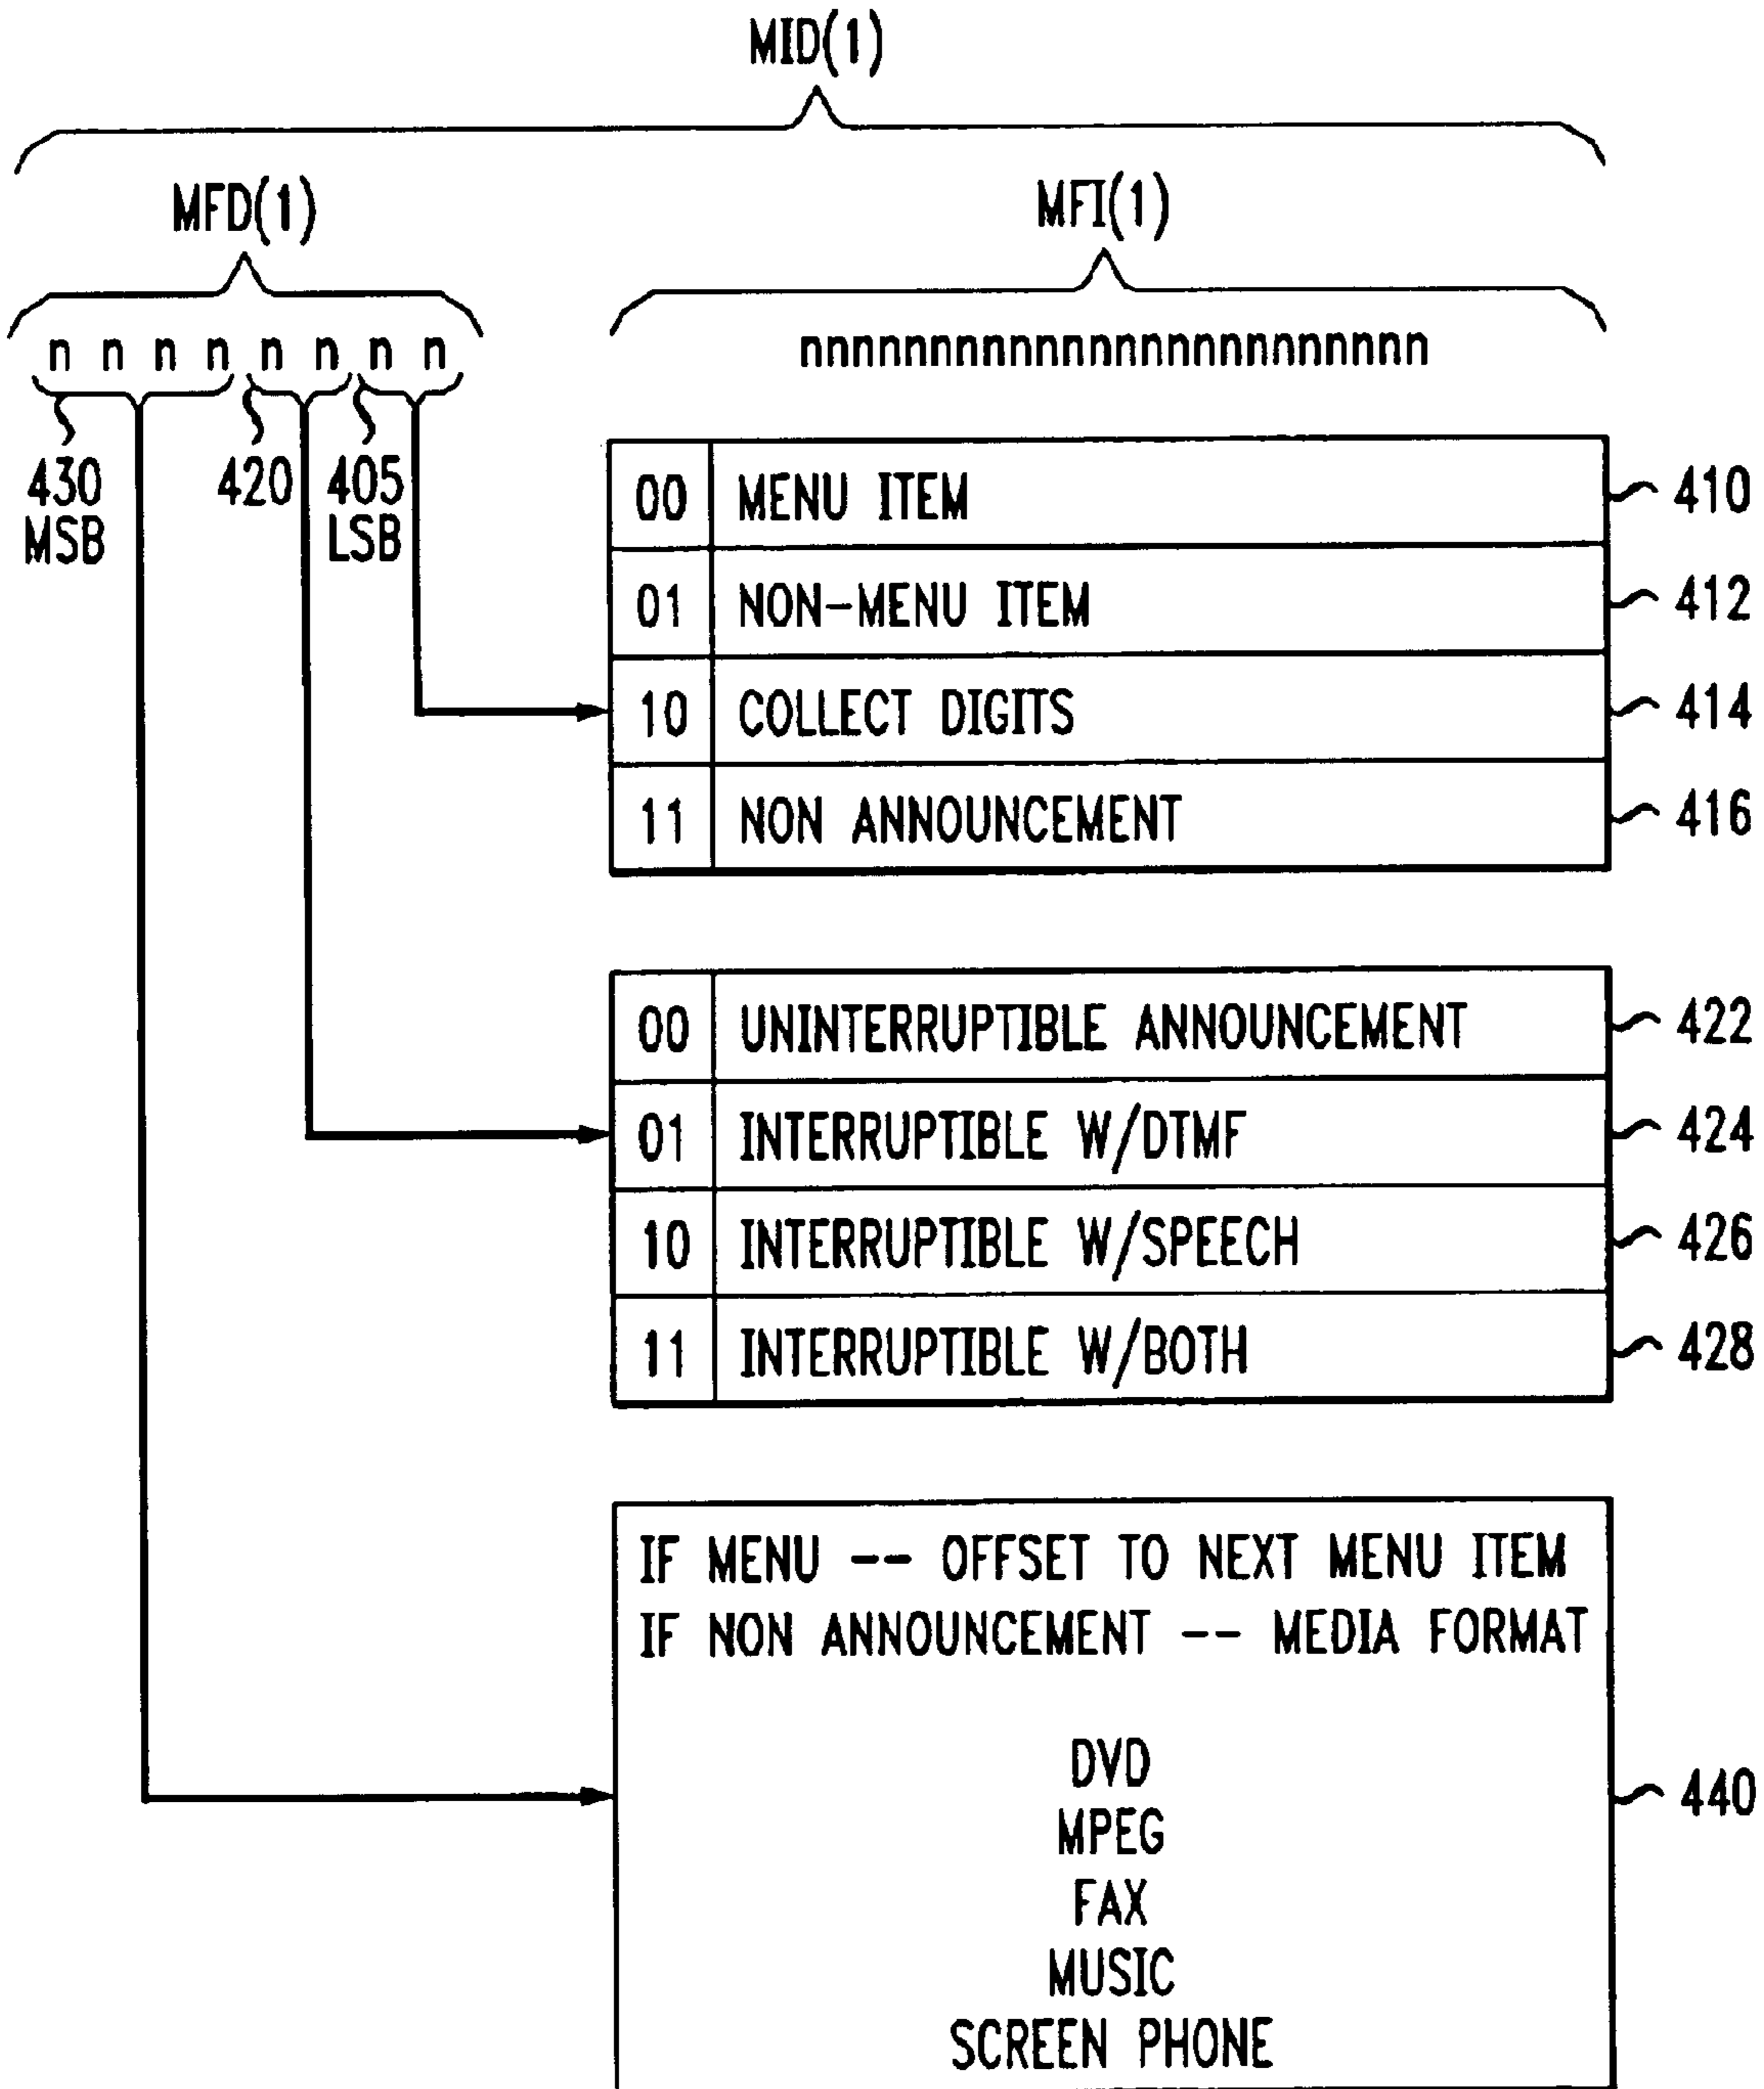 MID(1)
MFD(1) MFI(1)
n n n n n n n n nnnnnnnnnnnnnnnnnnnnnnnn
430 420 405
MSB LSB
00 MENU ITEM 410
01 NON-MENU ITEM 412
10 COLLECT DIGITS 414
11 NON ANNOUNCEMENT 416
00 UNINTERRUPTIBLE ANNOUNCEMENT 422
01 INTERRUPTIBLE W/DTMF 424
10 INTERRUPTIBLE W/SPEECH 426
11 INTERRUPTIBLE W/BOTH 428
IF MENU -- OFFSET TO NEXT MENU ITEM
IF NON ANNOUNCEMENT -- MEDIA FORMAT
DVD
MPEG
FAX
MUSIC
SCREEN PHONE
440